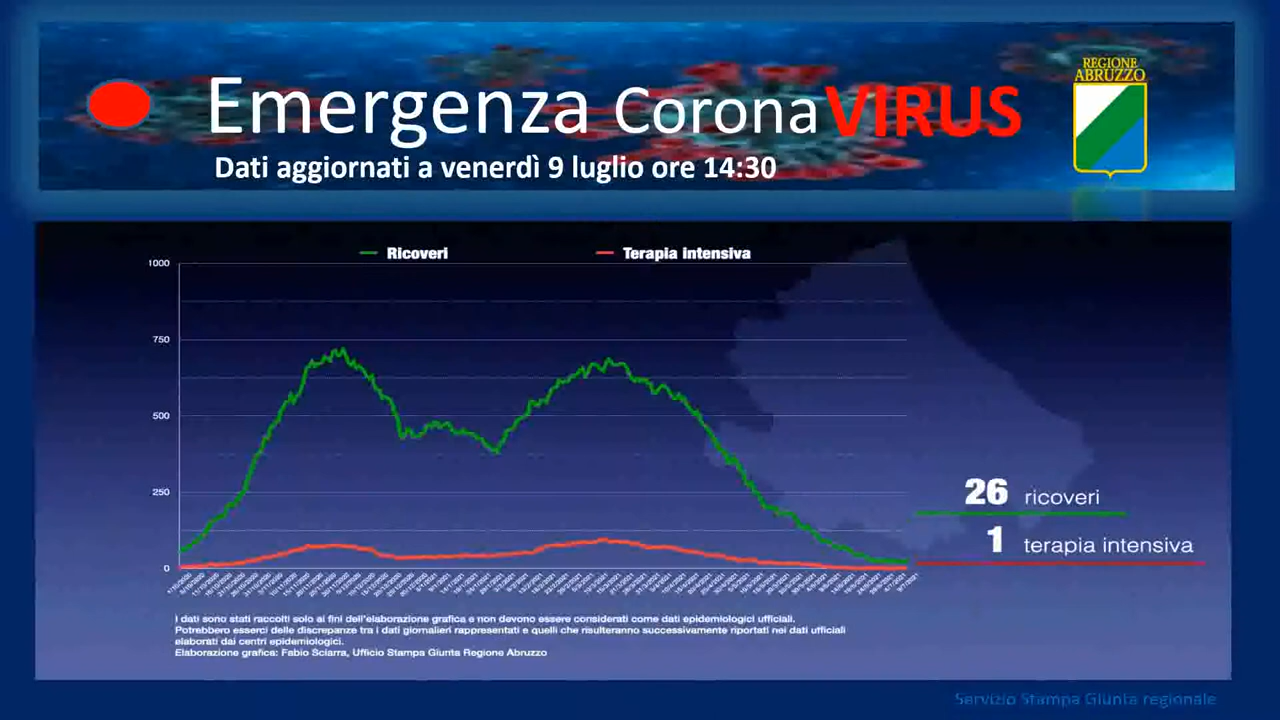 REGIONE
ABRUZZO
Emergenza CoronaVIRUS
Dati aggiornati a venerdì 9 luglio ore 14:30
Ricoveri
Terapia intensiva
1000
750
500
250
0
26 ricoveri
1 terapia intensiva
I dati sono stati raccolti solo ai fini dell'elaborazione grafica e non devono essere considerati come dati epidemiologici ufficiali.
Potrebbero esserci delle discrepanze tra i dati giornalieri rappresentati e quelli che risulteranno successivamente riportati nei dati ufficiali
elaborati dai centri epidemiologici.
Elaborazione grafica: Fabio Sciarra, Ufficio Stampa Giunta Regione Abruzzo
Servizio Stampa Giunta regionale